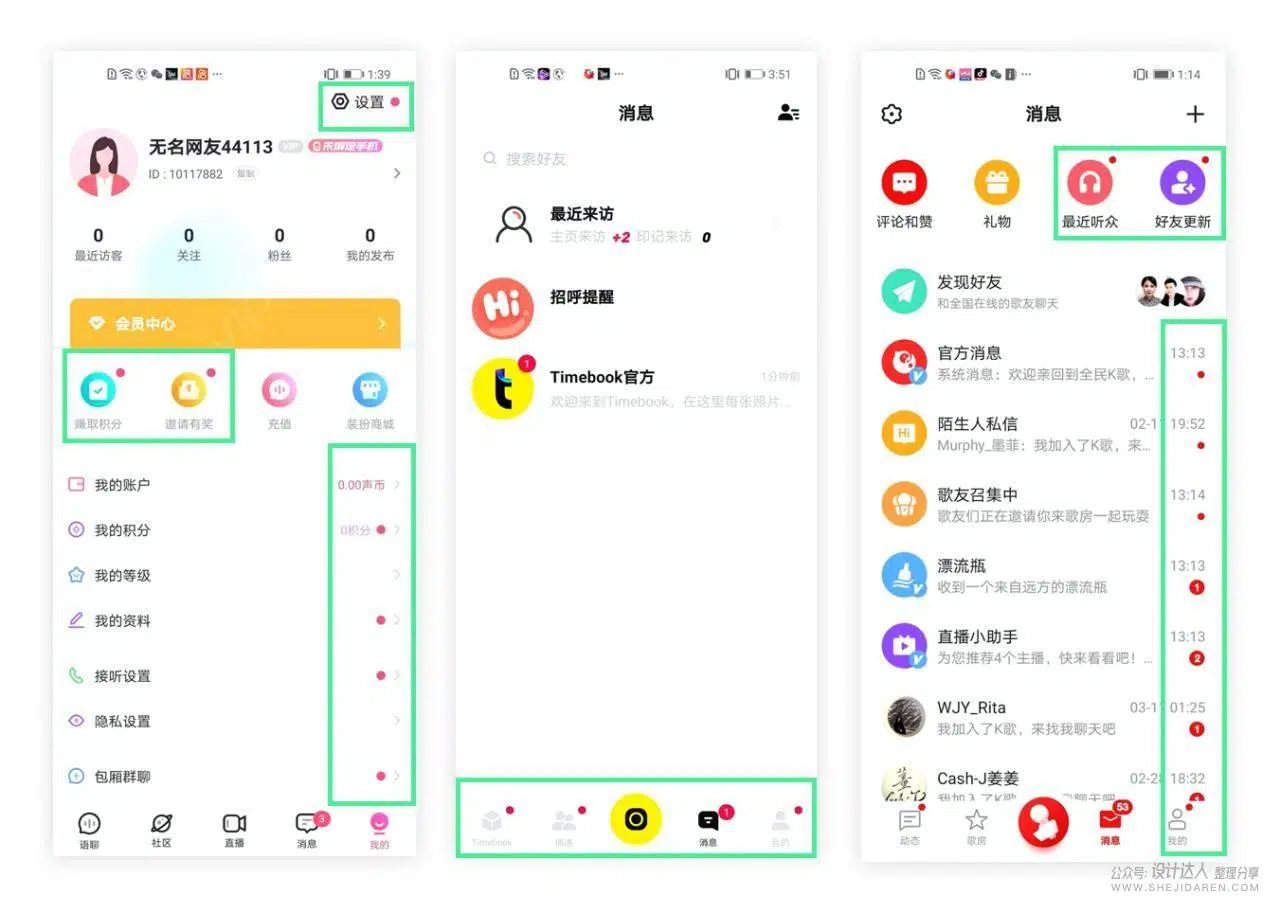 1:39
设置
无名网友44113 VIP 未绑定手机
ID : 10117882 复制
0 0 0 0
最近访客 关注 粉丝 我的发布
会员中心
赚取积分 邀请有奖 充值 装扮商城
我的账户 0.00声币
我的积分 0积分
我的等级
我的资料
接听设置
隐私设置
包厢群聊
3
语聊 社区 直播 消息 我的
3:51
消息
搜索好友
最近来访
主页来访 +2 印记来访 0
Hi 招呼提醒
1
Timebook官方 1分钟前
欢迎来到Timebook，在这里每张照片...
1
Timebook 偶遇 消息 我的
1:14
消息
评论和赞 礼物 最近听众 好友更新
发现好友
和全国在线的歌友聊天
官方消息 13:13
系统消息：欢迎亲回到全民K歌，...
陌生人私信 02-1 19:52
Hi
Murphy_墨菲：我加入了K歌，来...
歌友召集中 13:14
歌友们正在邀请你来歌房一起玩耍
漂流瓶 13:13
收到一个来自远方的漂流瓶 1
直播小助手 13:13
为您推荐4个主播，快来看看吧！... 2
WJY_Rita 03-1 01:25
我加入了K歌，来找我聊天吧 1
Cash-J姜姜 02-2 18:32
我加入了K歌，来找我聊天吧
53
动态 歌房 消息 我的
公众号: 设计达人 整理分享
WWW.SHEJIDAREN.COM